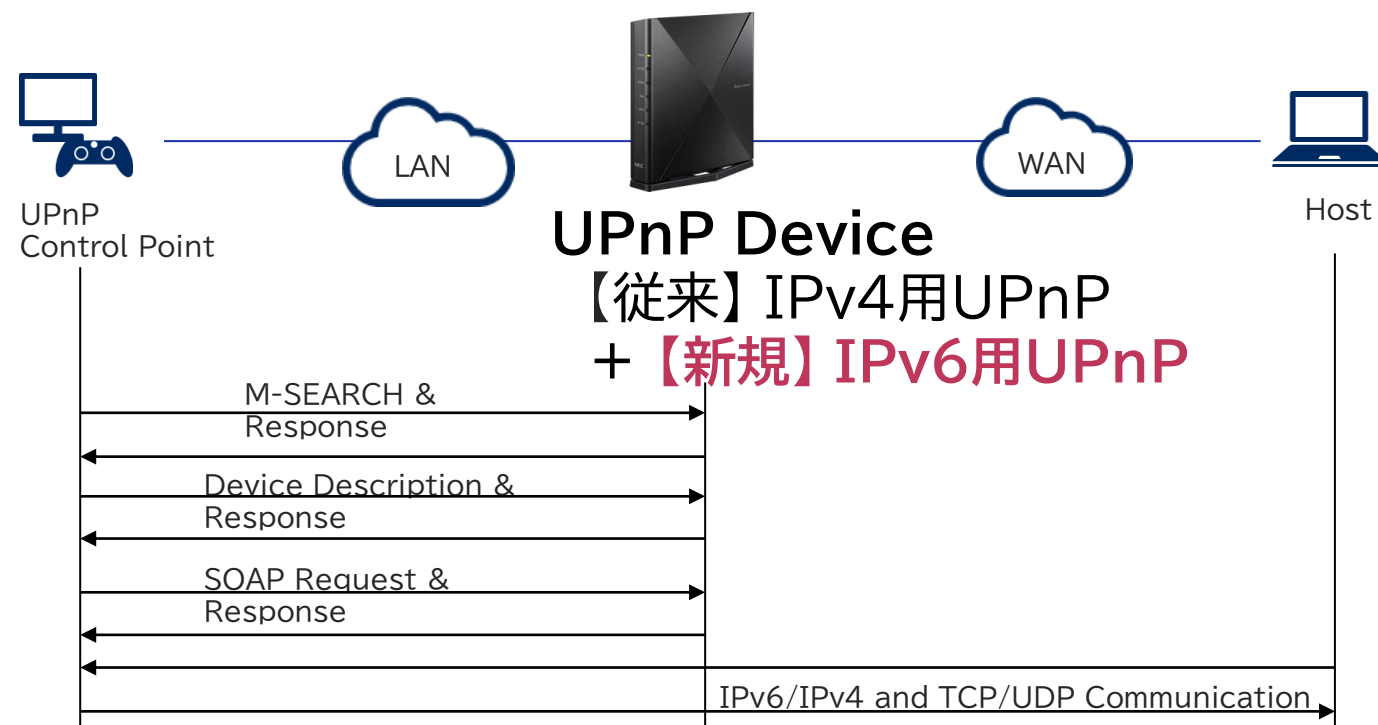 LAN
WAN
UPnP
Control Point
Host
NEC
UPnP Device
【従来】IPv4用UPnP
+【新規】IPv6用UPnP
M-SEARCH &
Response
Device Description &
Response
SOAP Request &
Response
IPv6/IPv4 and TCP/UDP Communication